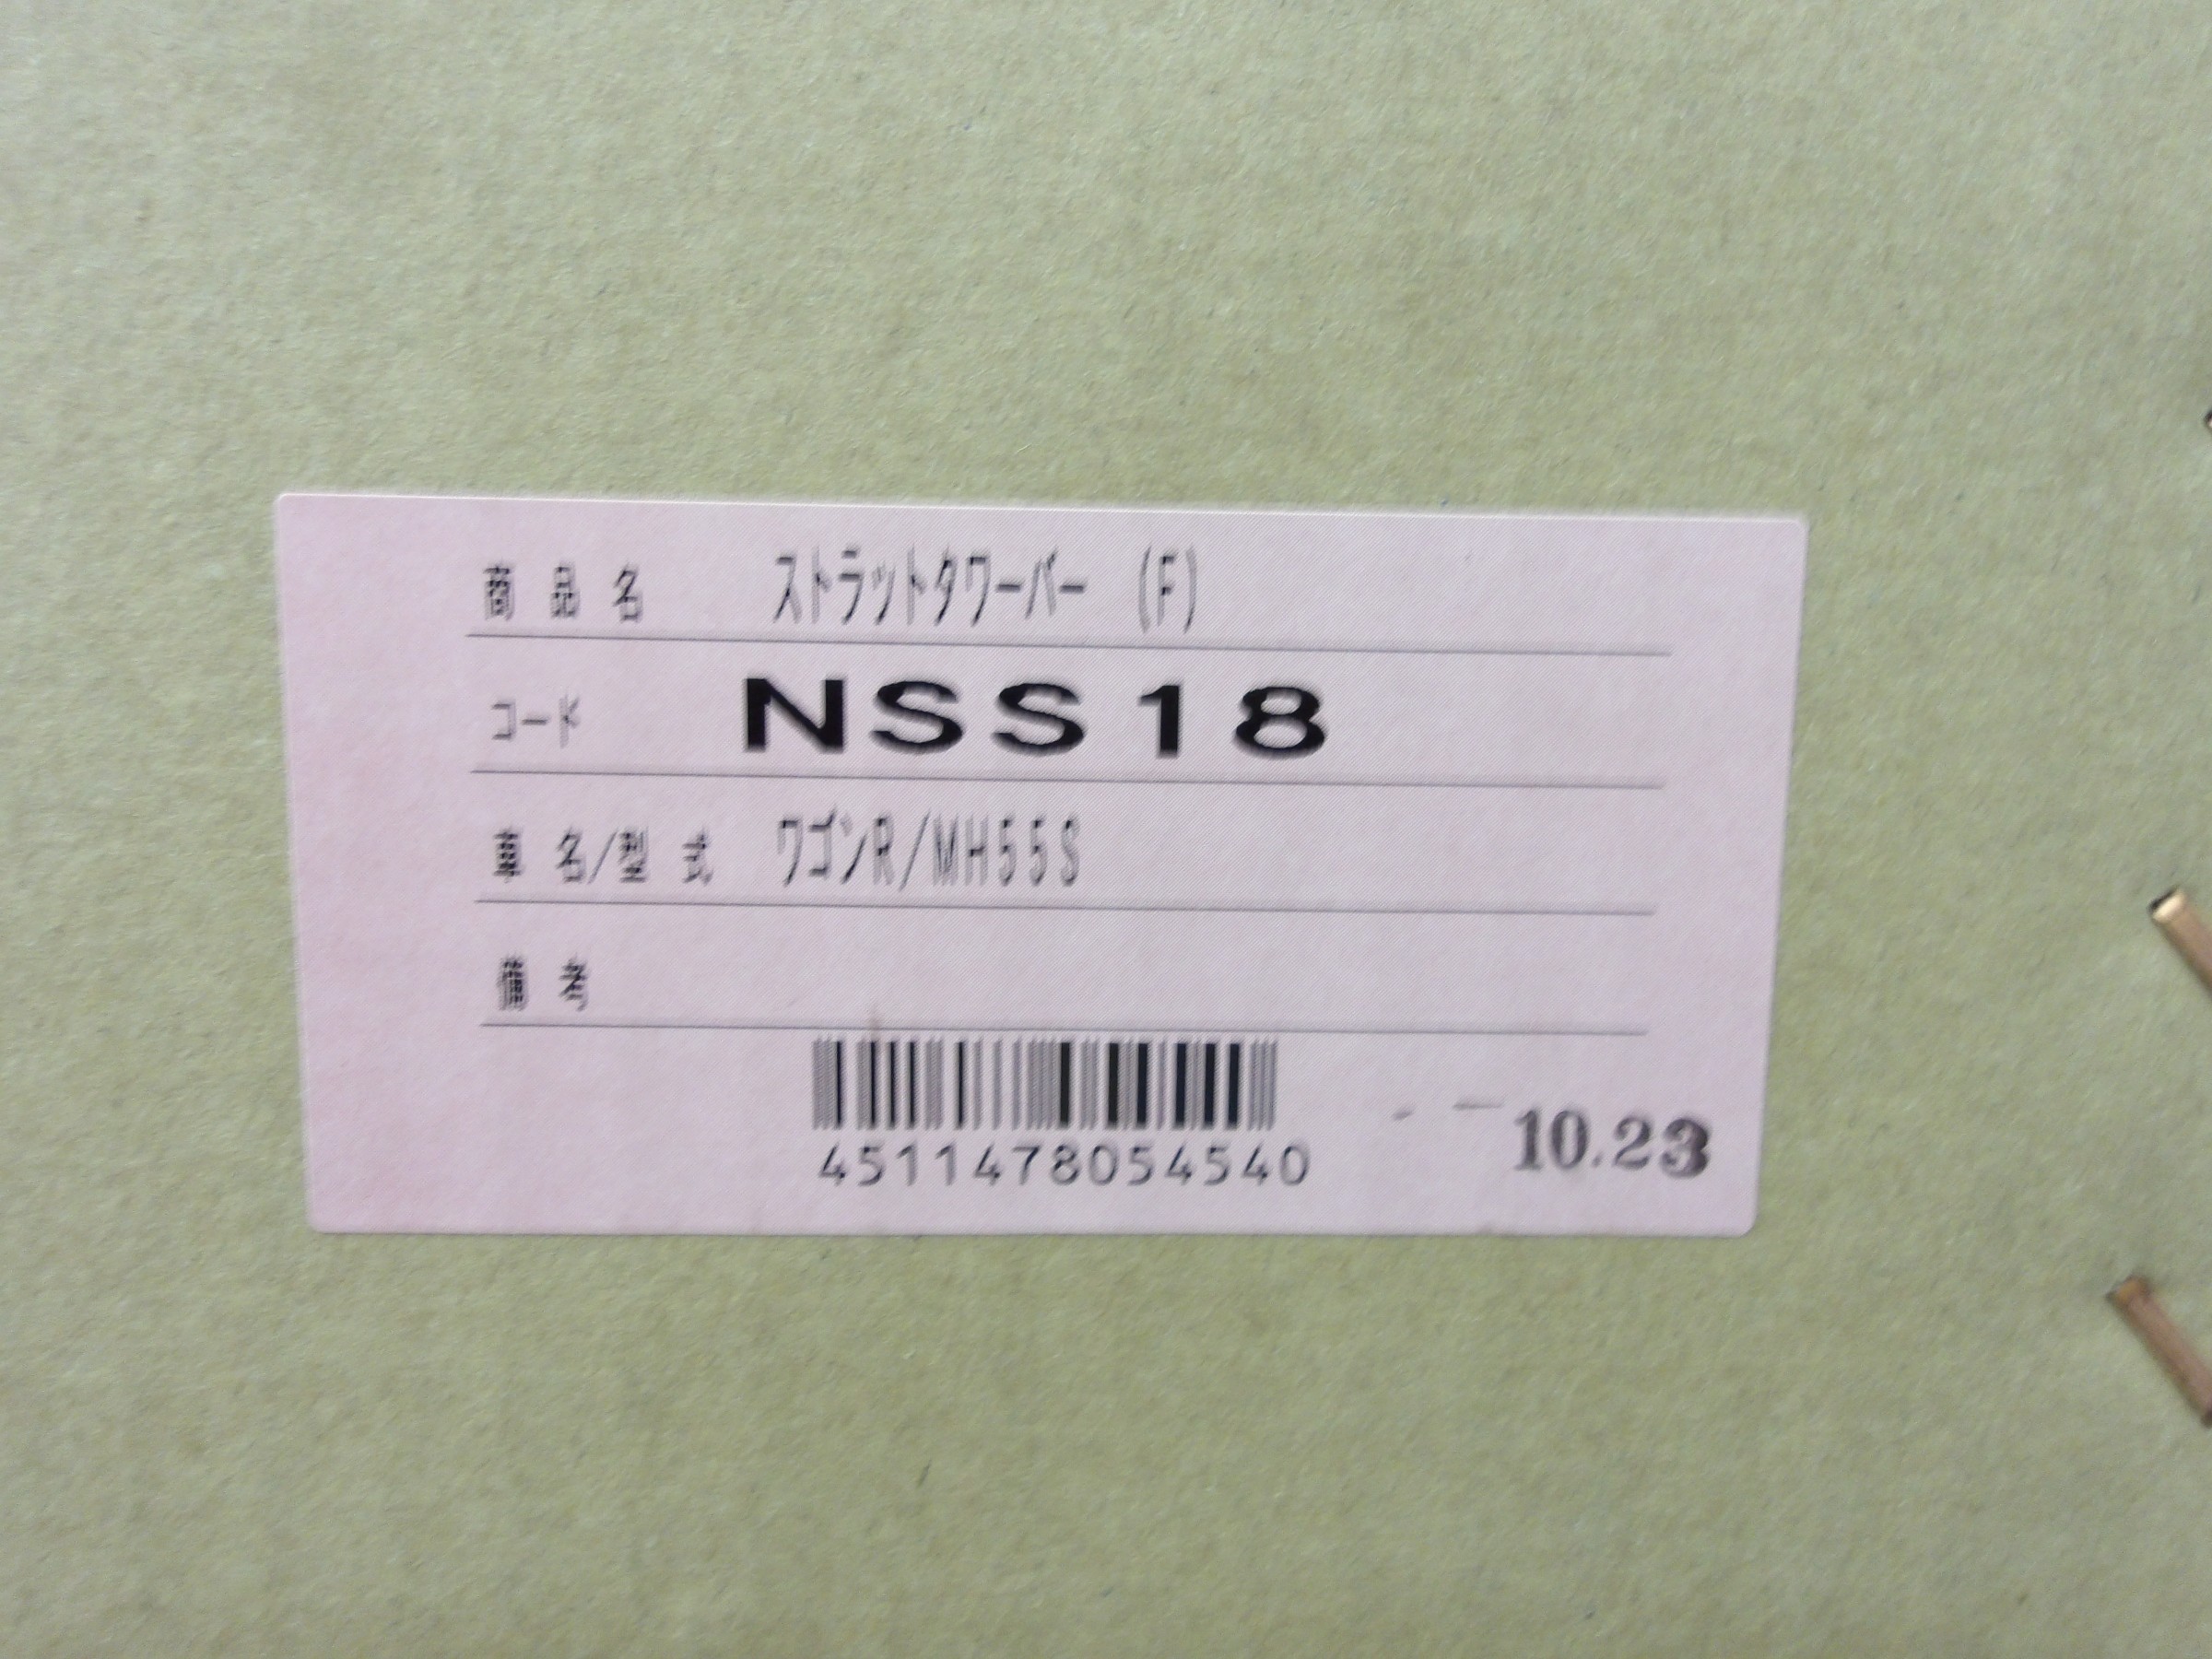 商品名 ストラットタワーバー (F)
コード NSS18
車名/型式 ワゴンR/MH55S
備考
4511478054540
10.23